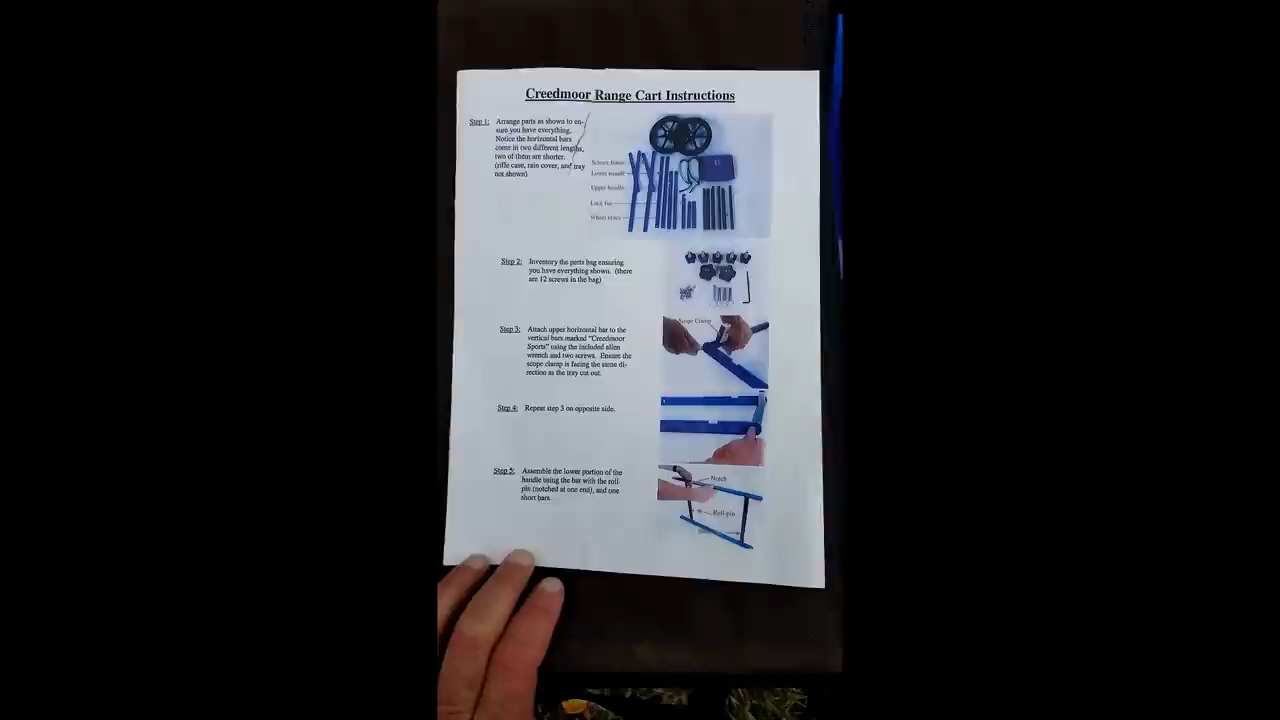 Creedmoor Range Cart Instructions
Step 1: Arrange parts as shown to en-
sure you have everything.
Notice the horizontal bars
come in two different lengths,
two of them are shorter.
(rifle case, rain cover, and tray
not shown)
Lower handle
Upper handle
Lock bar
Step 2: Inventory the parts bag ensuring
you have everything shown. (there
are 12 screws in the bag)
Step 3: Attach upper horizontal bar to the
vertical bars marked "Creedmoor
Sports" using the included allen
wrench and two screws. Ensure the
scope clamp is facing the same di-
rection as the tray cut out.
Scope Clamp
Step 4: Repeat step 3 on opposite side.
Step 5: Assemble the lower portion of the
handle using the bar with the roll-
pin (notched at one end), and one
short bars.
Notch
Roll-pin